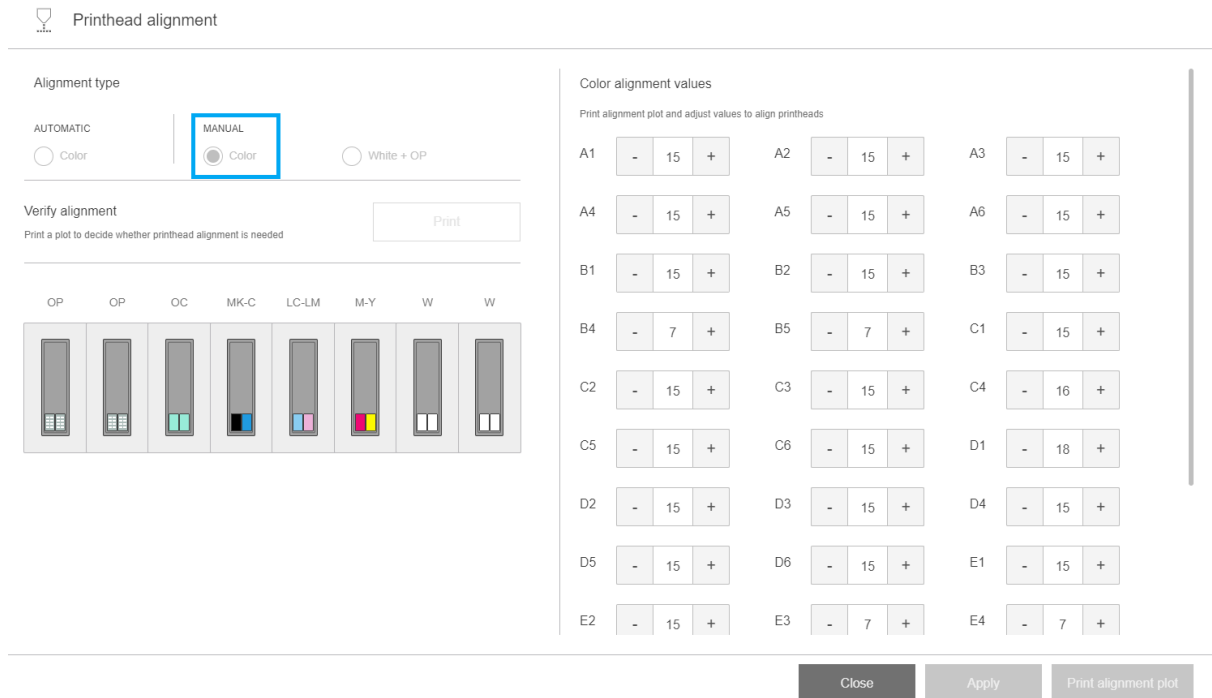 Printhead alignment
Alignment type
AUTOMATIC
MANUAL
Color
Color
White + OP
Verify alignment
Print a plot to decide whether printhead alignment is needed
Print
OP OP OC MK-C LC-LM M-Y W W
Color alignment values
Print alignment plot and adjust values to align printheads
A1 - 15 + A2 - 15 + A3 - 15 +
A4 - 15 + A5 - 15 + A6 - 15 +
B1 - 15 + B2 - 15 + B3 - 15 +
B4 - 7 + B5 - 7 + C1 - 15 +
C2 - 15 + C3 - 15 + C4 - 16 +
C5 - 15 + C6 - 15 + D1 - 18 +
D2 - 15 + D3 - 15 + D4 - 15 +
D5 - 15 + D6 - 15 + E1 - 15 +
E2 - 15 + E3 - 7 + E4 - 7 +
Close Apply Print alignment plot